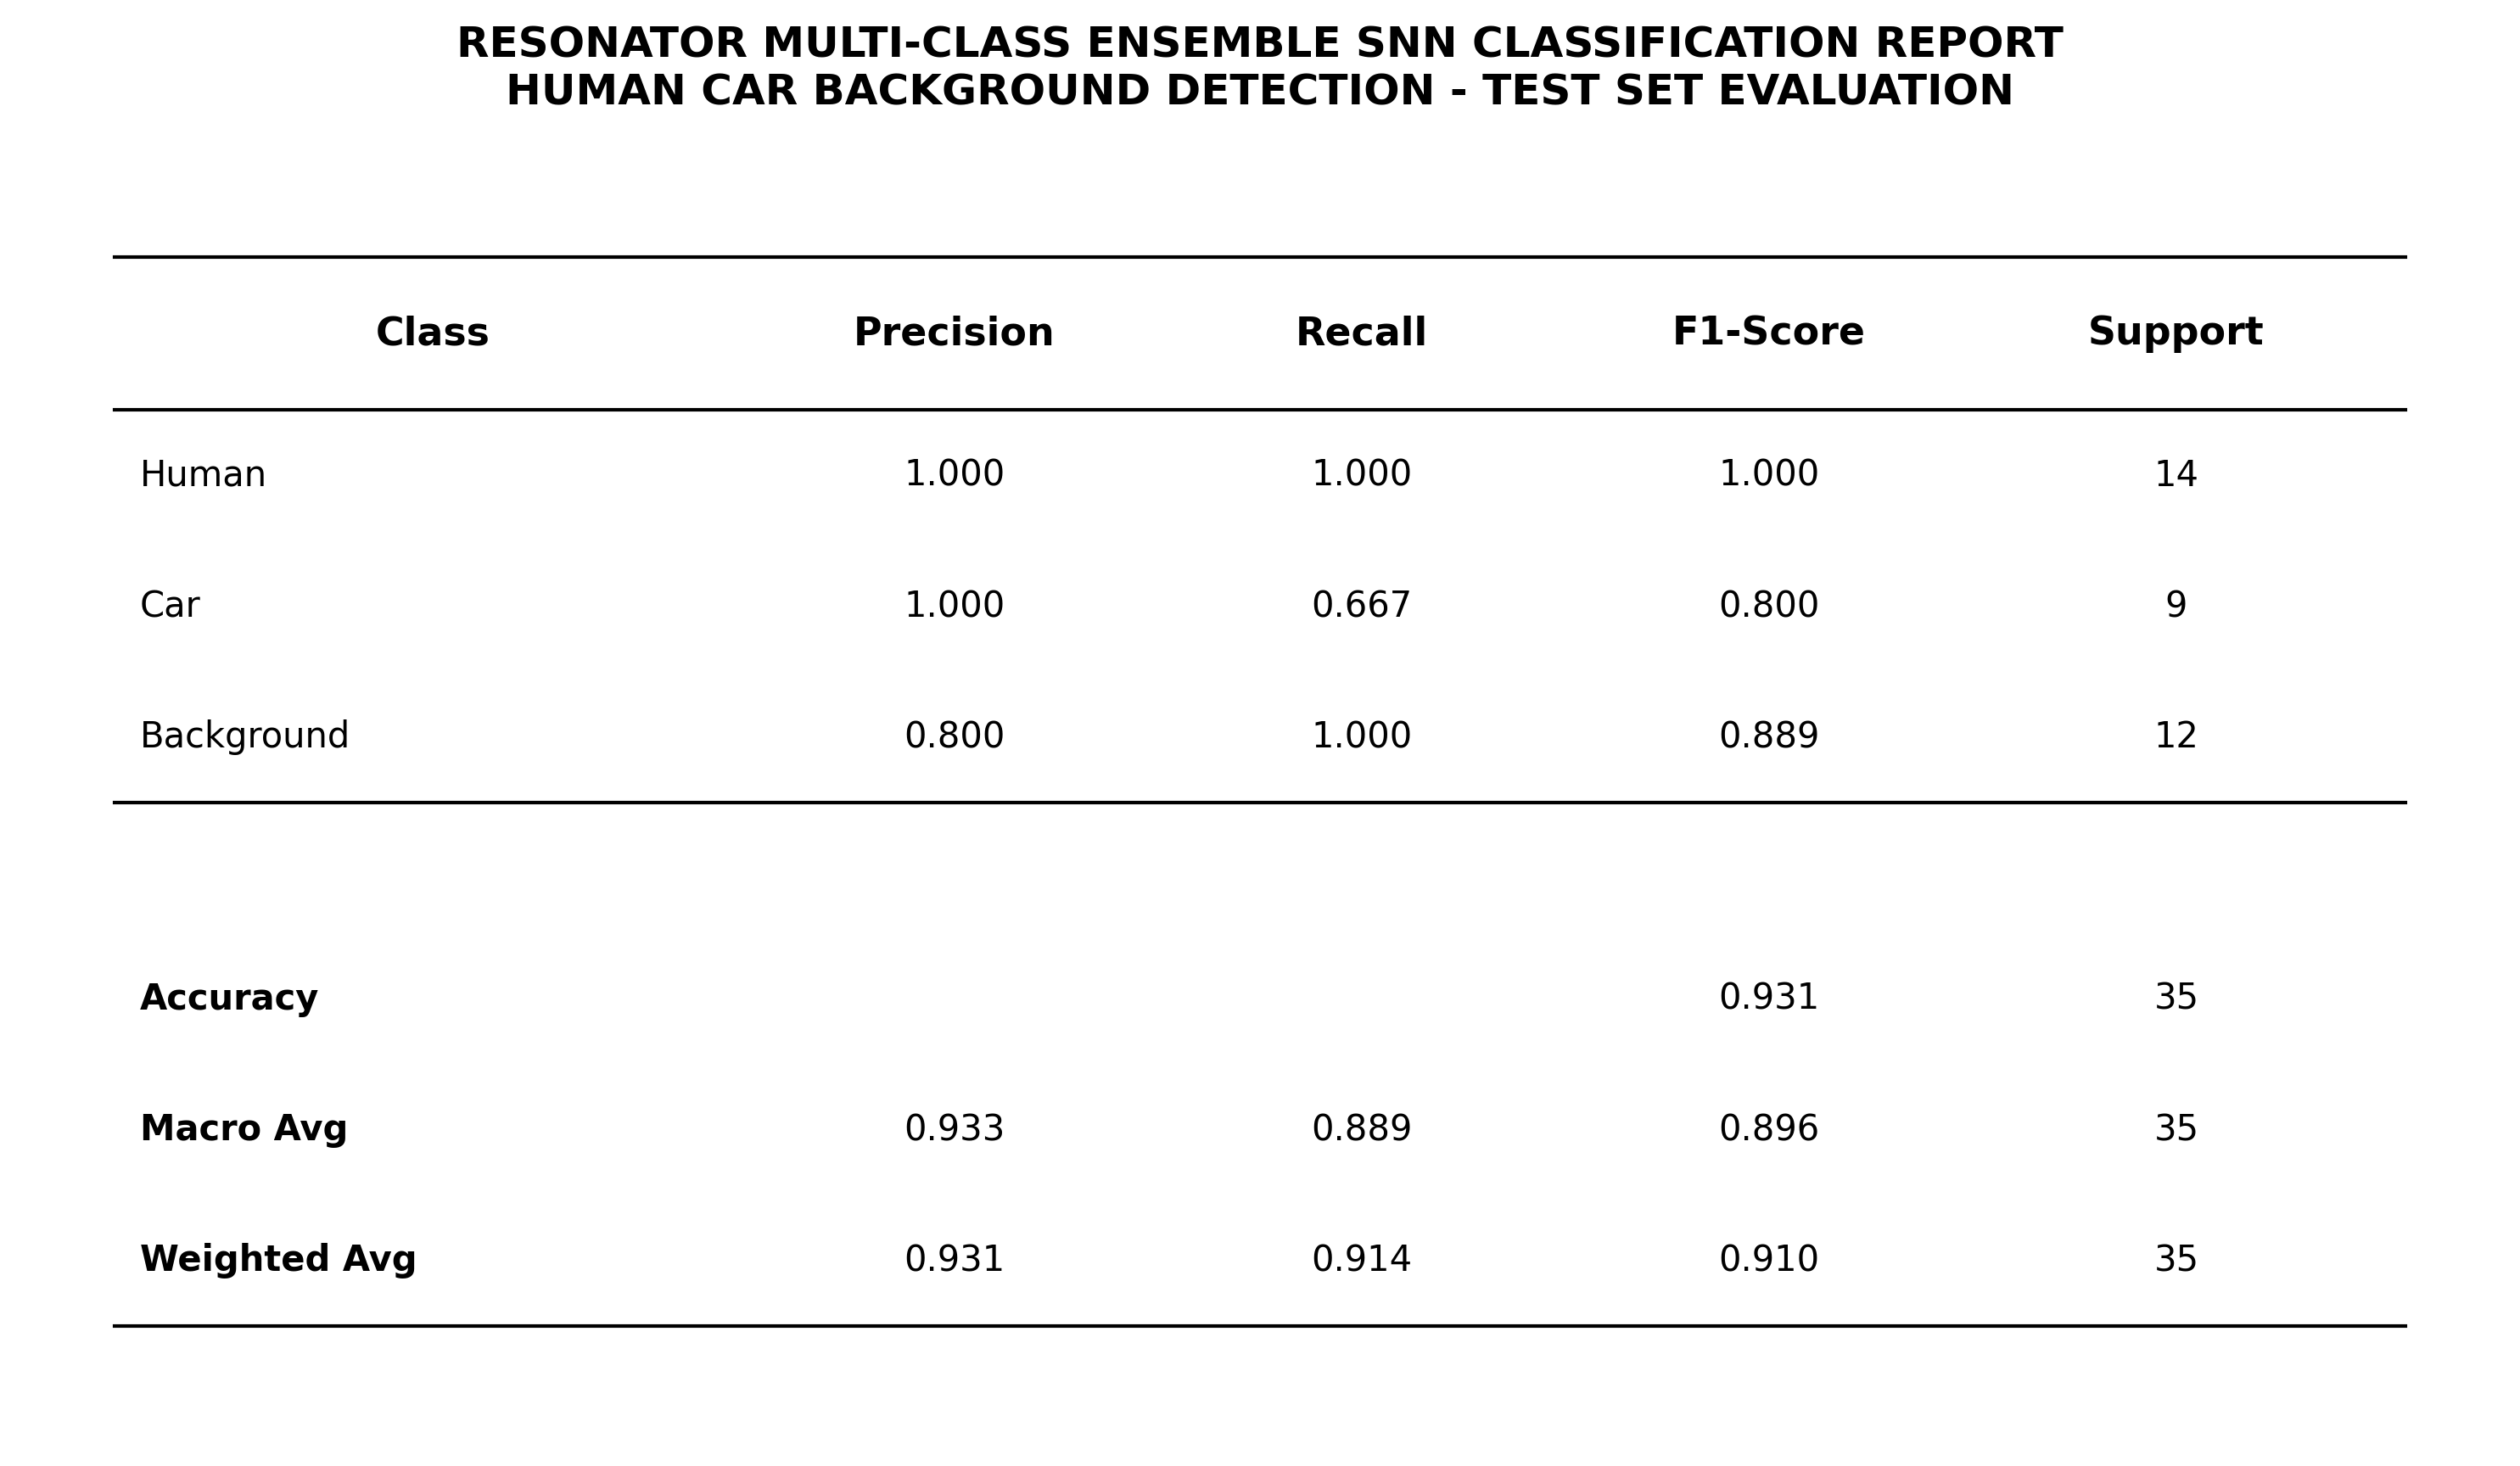 RESONATOR MULTI-CLASS ENSEMBLE SNN CLASSIFICATION REPORT
HUMAN CAR BACKGROUND DETECTION - TEST SET EVALUATION
Class Precision Recall F1-Score Support
Human 1.000 1.000 1.000 14
Car 1.000 0.667 0.800 9
Background 0.800 1.000 0.889 12
Accuracy 0.931 35
Macro Avg 0.933 0.889 0.896 35
Weighted Avg 0.931 0.914 0.910 35